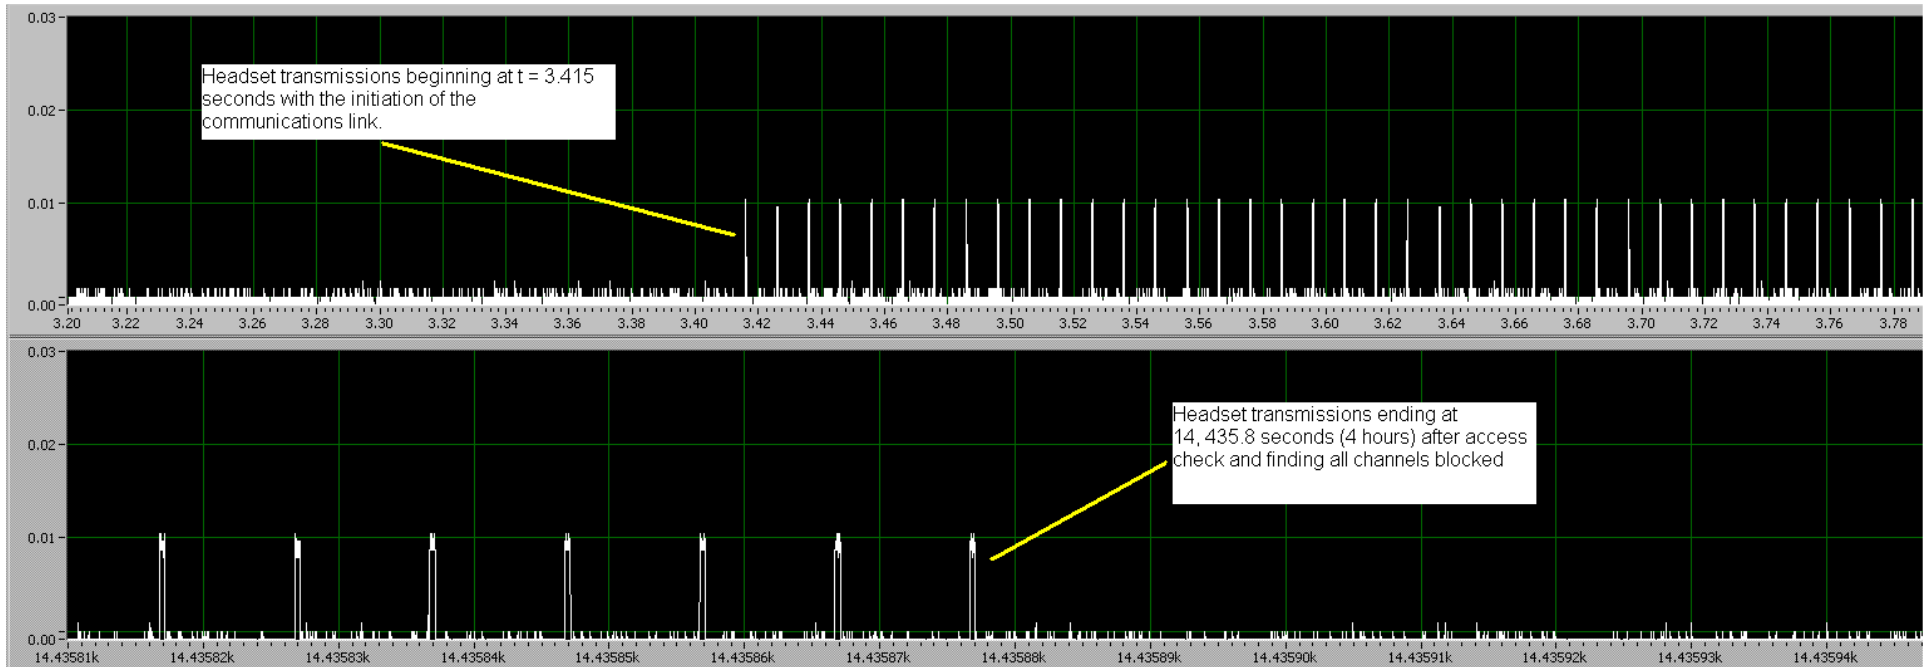 0.03
Headset transmissions beginning at t = 3.415
seconds with the initiation of the
communications link.
0.02
0.01
0.00
3.20 3.22 3.24 3.26 3.28 3.30 3.32 3.34 3.36 3.38 3.40 3.42 3.44 3.46 3.48 3.50 3.52 3.54 3.56 3.58 3.60 3.62 3.64 3.66 3.68 3.70 3.72 3.74 3.76 3.78
0.03
Headset transmissions ending at
14, 435.8 seconds (4 hours) after access
check and finding all channels blocked
0.02
0.01
0.00
14.43581k 14.43582k 14.43583k 14.43584k 14.43585k 14.43586k 14.43587k 14.43588k 14.43589k 14.43590k 14.43591k 14.43592k 14.43593k 14.43594k